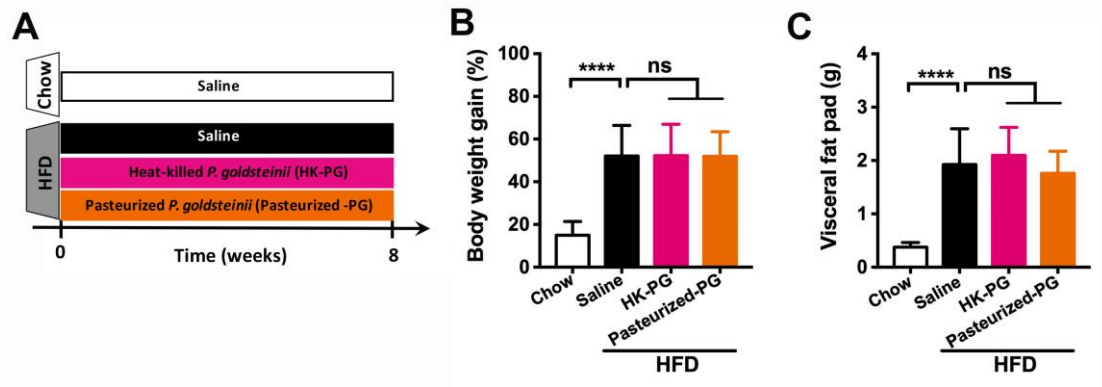 A
Chow
Saline
HFD
Saline
Heat-killed P. goldsteinii (HK-PG)
Pasteurized P. goldsteinii (Pasteurized -PG)
0
Time (weeks)
8
B
Body weight gain (%)
100
80
60
40
20
0
****
ns
Chow
Saline
HK-PG
Pasteurized-PG
HFD
C
Visceral fat pad (g)
4
3
2
1
0
****
ns
Chow
Saline
HK-PG
Pasteurized-PG
HFD